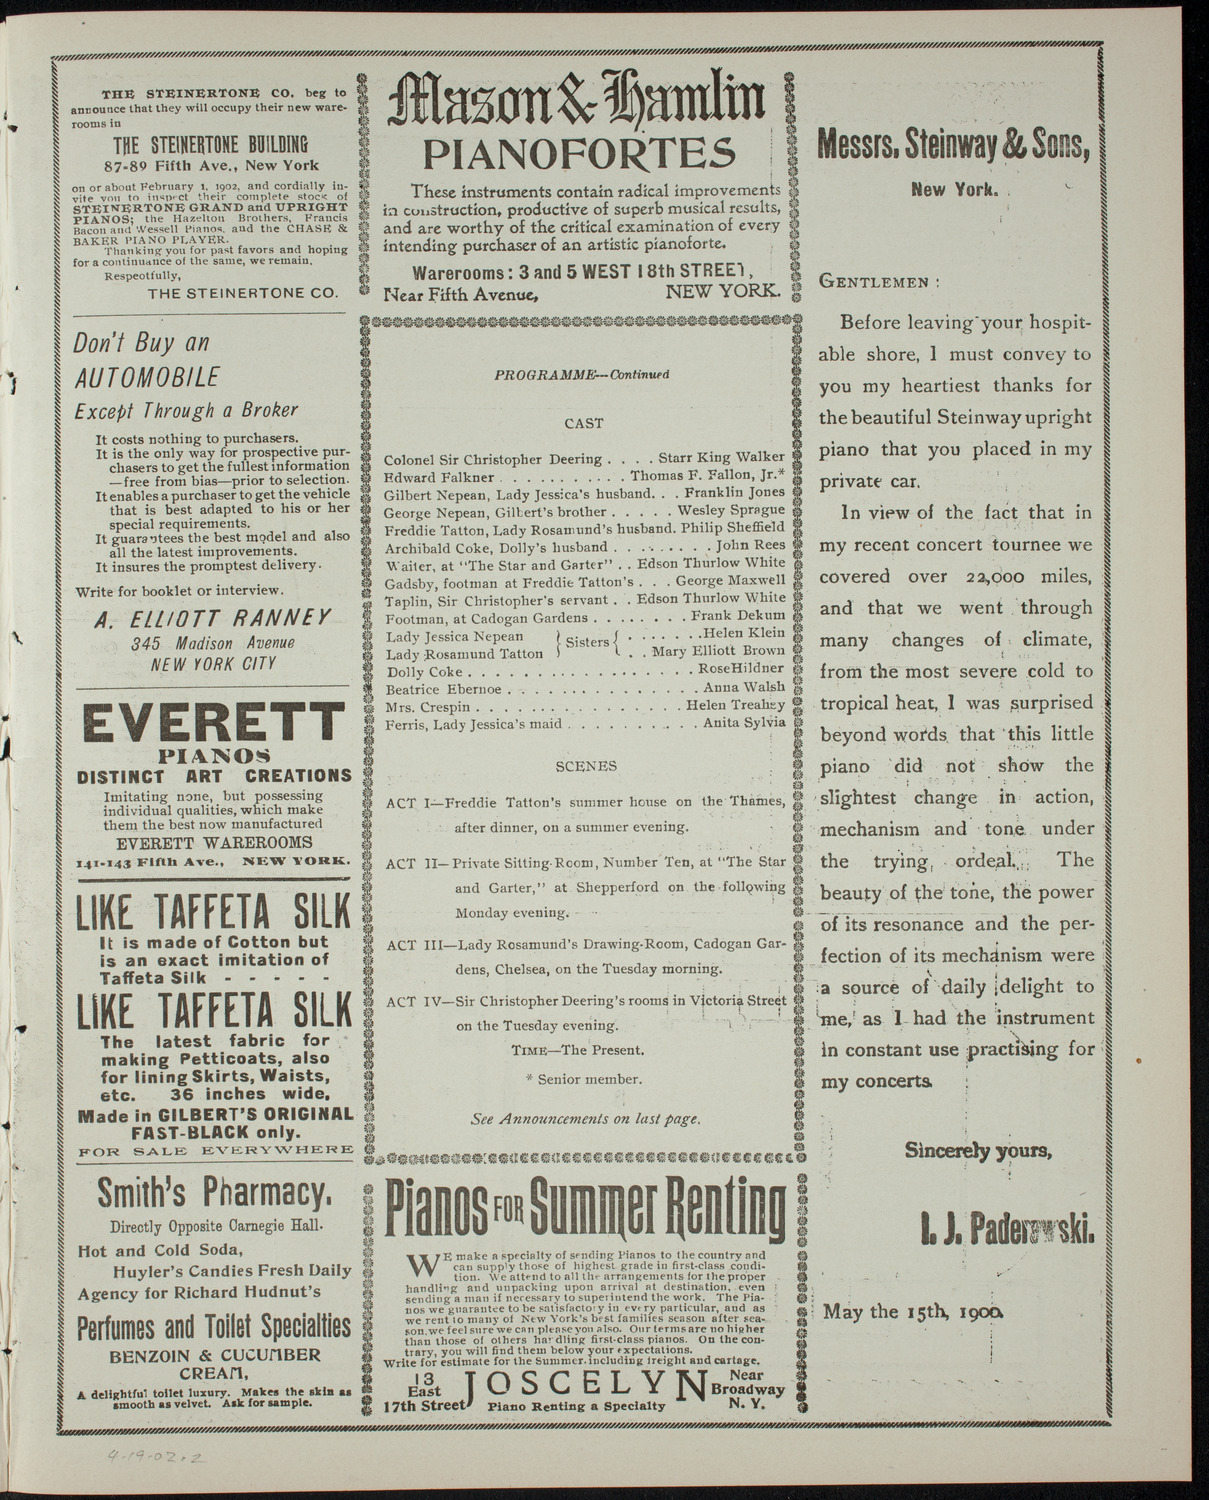 THE STEINERTONE CO. beg to
announce that they will occupy their new ware-
rooms in
THE STEINERTONE BUILDING
87-89 Fifth Ave., New York
on or about February 1, 1902, and cordially in-
vite you to inspect their complete stock of
STEINERTONE GRAND and UPRIGHT
PIANOS; the Hazelton Brothers, Francis
Bacon and Wessell Pianos, and the CHASE &
BAKER PIANO PLAYER.
Thanking you for past favors and hoping
for a continuance of the same, we remain,
Respectfully,
THE STEINERTONE CO.
Don't Buy an
AUTOMOBILE
Except Through a Broker
It costs nothing to purchasers.
It is the only way for prospective pur-
chasers to get the fullest information
—free from bias—prior to selection.
It enables a purchaser to get the vehicle
that is best adapted to his or her
special requirements.
It guarantees the best model and also
all the latest improvements.
It insures the promptest delivery.
Write for booklet or interview.
A. ELLIOTT RANNEY
345 Madison Avenue
NEW YORK CITY
EVERETT
PIANOS
DISTINCT ART CREATIONS
Imitating none, but possessing
individual qualities, which make
them the best now manufactured
EVERETT WAREROOMS
141-143 Fifth Ave., NEW YORK.
LIKE TAFFETA SILK
It is made of Cotton but
is an exact imitation of
Taffeta Silk - - - - -
LIKE TAFFETA SILK
The latest fabric for
making Petticoats, also
for lining Skirts, Waists,
etc. 36 inches wide.
Made in GILBERT'S ORIGINAL
FAST-BLACK only.
FOR SALE EVERYWHERE
Smith's Pharmacy.
Directly Opposite Carnegie Hall.
Hot and Cold Soda,
Huyler's Candies Fresh Daily
Agency for Richard Hudnut's
Perfumes and Toilet Specialties
BENZOIN & CUCUMBER
CREAM,
A delightful toilet luxury. Makes the skin as
smooth as velvet. Ask for sample.
Mason & Hamlin
PIANOFORTES
These instruments contain radical improvements
in construction, productive of superb musical results,
and are worthy of the critical examination of every
intending purchaser of an artistic pianoforte.
Warerooms: 3 and 5 WEST 18th STREET,
Near Fifth Avenue, NEW YORK.
PROGRAMME—Continued
CAST
Colonel Sir Christopher Deering . . . . Starr King Walker
Edward Falkner . . . . . . . . . . . Thomas F. Fallon, Jr.*
Gilbert Nepean, Lady Jessica's husband. . . Franklin Jones
George Nepean, Gilbert's brother . . . . . Wesley Sprague
Freddie Tatton, Lady Rosamund's husband. Philip Sheffield
Archibald Coke, Dolly's husband . . . . . . . . . John Rees
Waiter, at "The Star and Garter" . . Edson Thurlow White
Gadsby, footman at Freddie Tatton's . . . George Maxwell
Taplin, Sir Christopher's servant . . Edson Thurlow White
Footman, at Cadogan Gardens . . . . . . . . Frank Dekum
Lady Jessica Nepean } Sisters { . . . . . . . Helen Klein
Lady Rosamund Tatton } { . . Mary Elliott Brown
Dolly Coke . . . . . . . . . . . . . . . . . . . Rose Hildner
Beatrice Ebernoe . . . . . . . . . . . . . . . . Anna Walsh
Mrs. Crespin . . . . . . . . . . . . . . . . . Helen Treahey
Ferris, Lady Jessica's maid . . . . . . . . . . . Anita Sylvia
SCENES
ACT I—Freddie Tatton's summer house on the Thames,
after dinner, on a summer evening.
ACT II—Private Sitting-Room, Number Ten, at "The Star
and Garter," at Shepperford on the following
Monday evening.
ACT III—Lady Rosamund's Drawing-Room, Cadogan Gar-
dens, Chelsea, on the Tuesday morning.
ACT IV—Sir Christopher Deering's rooms in Victoria Street
on the Tuesday evening.
TIME—The Present.
* Senior member.
See Announcements on last page.
Pianos FOR Summer Renting
WE make a specialty of sending Pianos to the country and
can supply those of highest grade in first-class condi-
tion. We attend to all the arrangements for the proper
handling and unpacking upon arrival at destination, even
sending a man if necessary to superintend the work. The Pia-
nos we guarantee to be satisfactory in every particular, and as
we rent to many of New York's best families season after sea-
son, we feel sure we can please you also. Our terms are no higher
than those of others handling first-class pianos. On the con-
trary, you will find them below your expectations.
Write for estimate for the Summer, including freight and cartage.
13 East 17th Street JOSCELYN Near Broadway N. Y.
Piano Renting a Specialty
Messrs. Steinway & Sons,
New York.
GENTLEMEN:
Before leaving your hospit-
able shore, I must convey to
you my heartiest thanks for
the beautiful Steinway upright
piano that you placed in my
private car.
In view of the fact that in
my recent concert tournee we
covered over 22,000 miles,
and that we went through
many changes of climate,
from the most severe cold to
tropical heat, I was surprised
beyond words that this little
piano did not show the
slightest change in action,
mechanism and tone under
the trying ordeal. The
beauty of the tone, the power
of its resonance and the per-
fection of its mechanism were
a source of daily delight to
me, as I had the instrument
in constant use practising for
my concerts.
Sincerely yours,
I. J. Paderewski.
May the 15th, 1900.
4-19-02.2